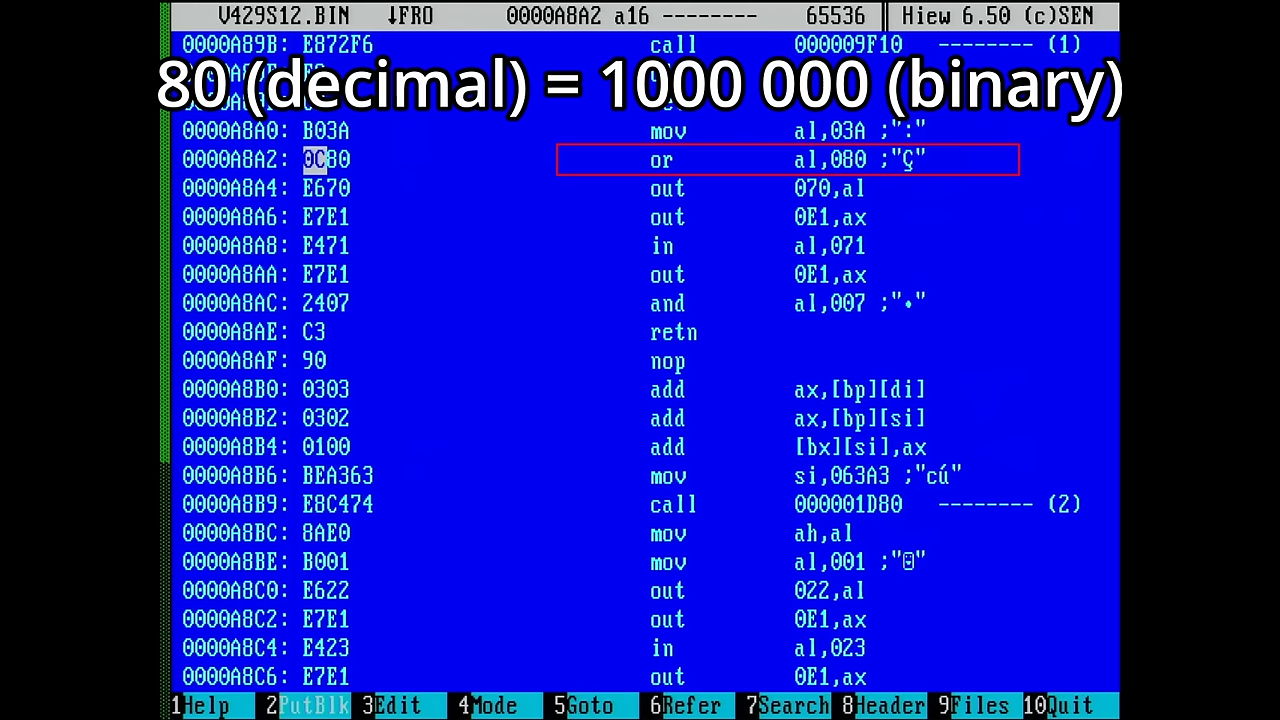 V429S12.BIN ↓FRO 0000A8A2 a16 -------- 65536 Hiew 6.50 (c)SEN
0000A89B: E872F6 call 000009F10 -------- (1)
80 (decimal) = 1000 000 (binary)
0000A8A0: B03A mov al,03A ;":"
0000A8A2: 0C80 or al,080 ;"Ç"
0000A8A4: E670 out 070,al
0000A8A6: E7E1 out 0E1,ax
0000A8A8: E471 in al,071
0000A8AA: E7E1 out 0E1,ax
0000A8AC: 2407 and al,007 ;"•"
0000A8AE: C3 retn
0000A8AF: 90 nop
0000A8B0: 0303 add ax,[bp][di]
0000A8B2: 0302 add ax,[bp][si]
0000A8B4: 0100 add [bx][si],ax
0000A8B6: BEA363 mov si,063A3 ;"cú"
0000A8B9: E8C474 call 000001D80 -------- (2)
0000A8BC: 8AE0 mov ah,al
0000A8BE: B001 mov al,001 ;"☺"
0000A8C0: E622 out 022,al
0000A8C2: E7E1 out 0E1,ax
0000A8C4: E423 in al,023
0000A8C6: E7E1 out 0E1,ax
1Help 2PutBlk 3Edit 4Mode 5Goto 6Refer 7Search 8Header 9Files 10Quit